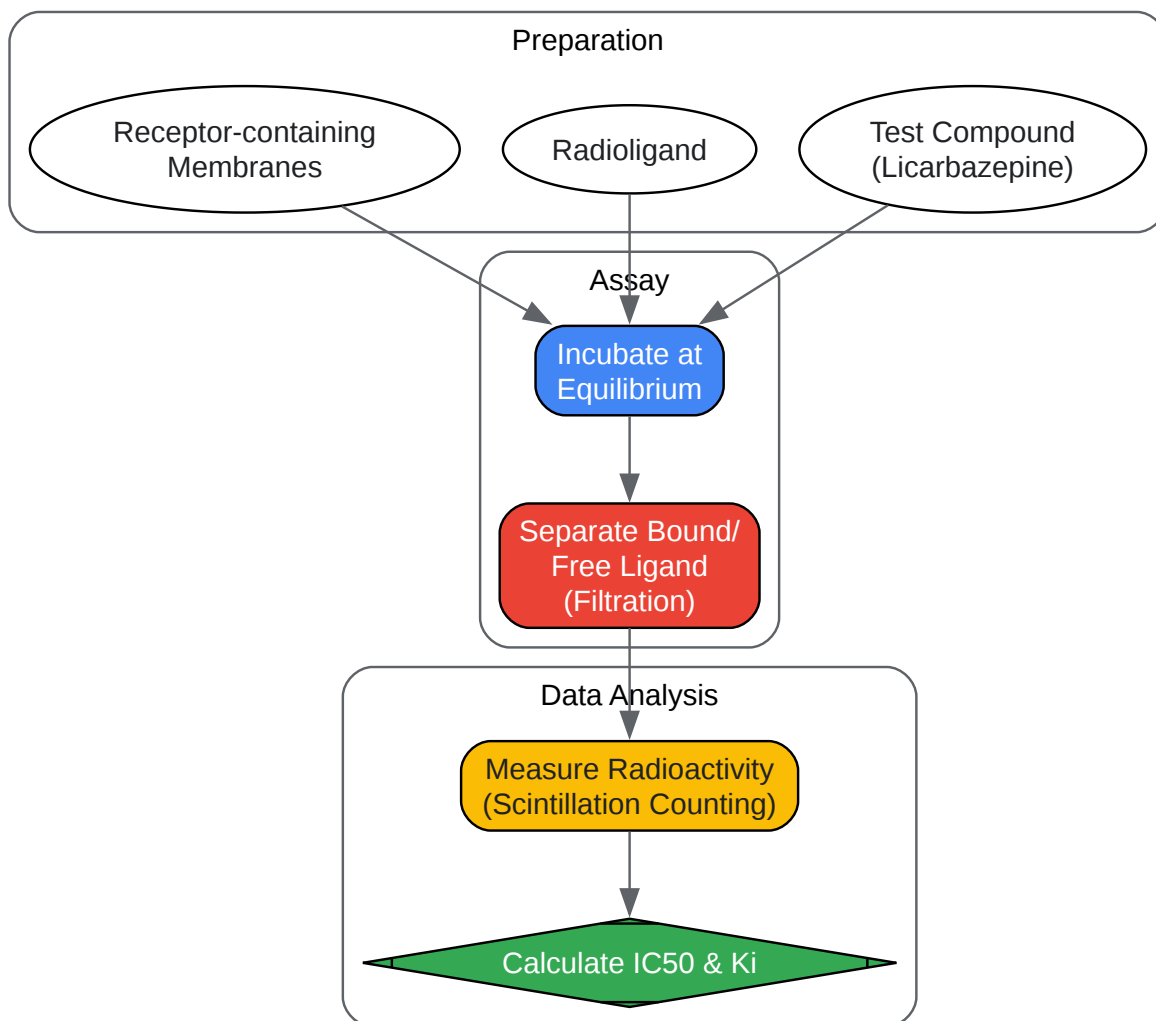 Preparation
Receptor-containing
Membranes
Radioligand
Test Compound
(Licarbazepine)
Assay
Incubate at
Equilibrium
Separate Bound/
Free Ligand
(Filtration)
Data Analysis
Measure Radioactivity
(Scintillation Counting)
Calculate IC50 & Ki